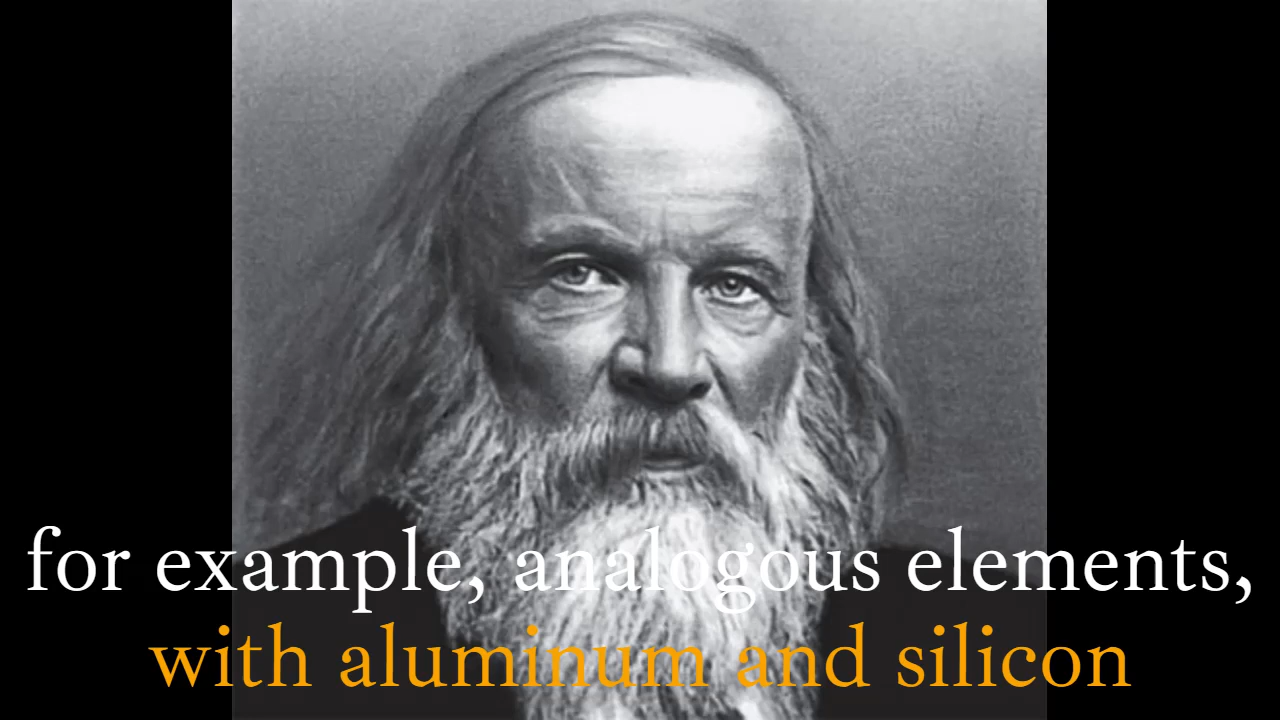 for example, analogous elements,
with aluminum and silicon